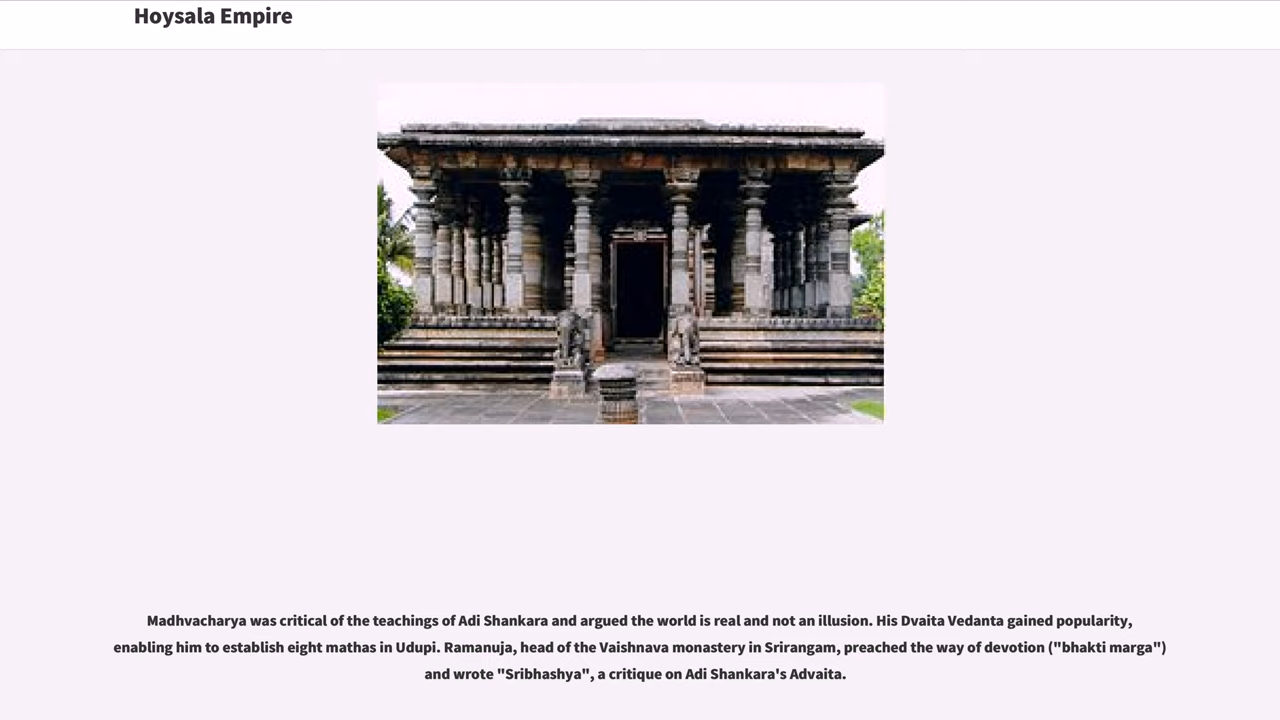 Hoysala Empire
Madhvacharya was critical of the teachings of Adi Shankara and argued the world is real and not an illusion. His Dvaita Vedanta gained popularity,
enabling him to establish eight mathas in Udupi. Ramanuja, head of the Vaishnava monastery in Srirangam, preached the way of devotion ("bhakti marga")
and wrote "Sribhashya", a critique on Adi Shankara's Advaita.